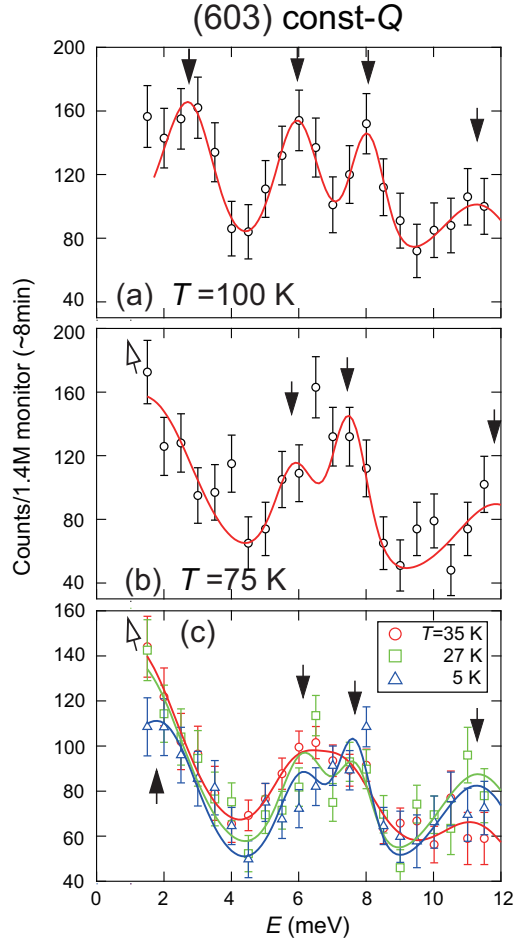 (603) const-Q
Counts/1.4M monitor (~8min)
200
160
120
80
40
(a) T =100 K
200
160
120
80
40
(b) T =75 K
160
140
120
100
80
60
40
(c)
T=35 K
27 K
5 K
0 2 4 6 8 10 12
E (meV)